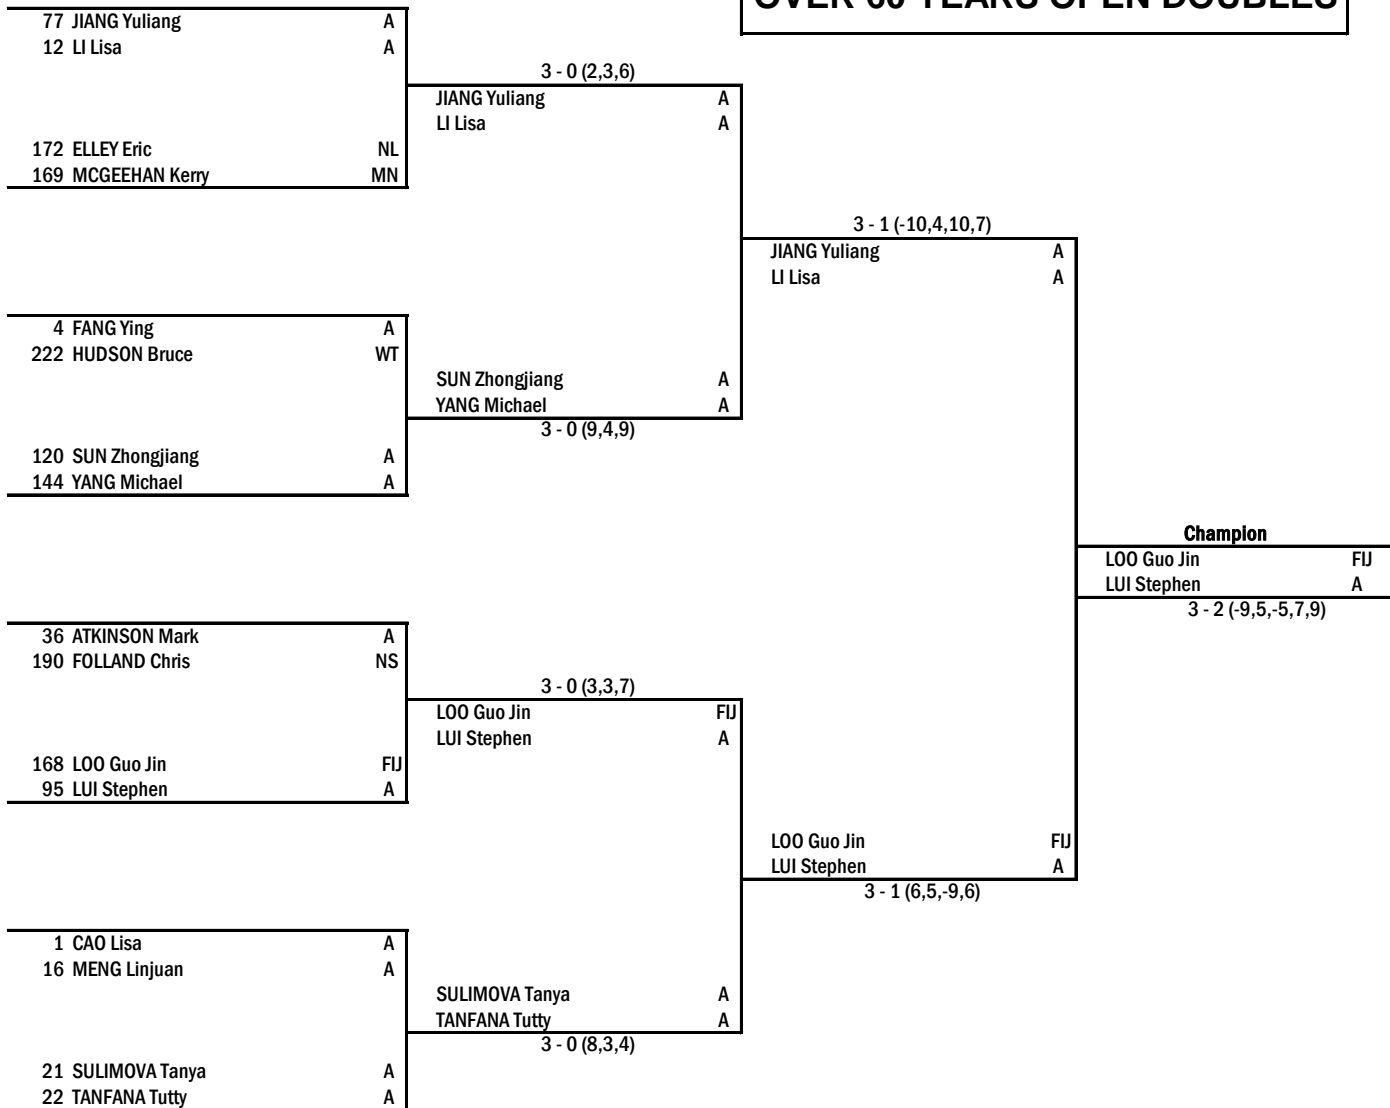 OVER 60 YEARS OPEN DOUBLES
77 JIANG Yuliang A
12 LI Lisa A
3 - 0 (2,3,6)
JIANG Yuliang A
LI Lisa A
172 ELLEY Eric NL
169 MCGEEHAN Kerry MN
3 - 1 (-10,4,10,7)
JIANG Yuliang A
LI Lisa A
4 FANG Ying A
222 HUDSON Bruce WT
SUN Zhongjiang A
YANG Michael A
3 - 0 (9,4,9)
120 SUN Zhongjiang A
144 YANG Michael A
Champion
LOO Guo Jin FIJ
LUI Stephen A
3 - 2 (-9,5,-5,7,9)
36 ATKINSON Mark A
190 FOLLAND Chris NS
3 - 0 (3,3,7)
LOO Guo Jin FIJ
LUI Stephen A
168 LOO Guo Jin FIJ
95 LUI Stephen A
LOO Guo Jin FIJ
LUI Stephen A
3 - 1 (6,5,-9,6)
1 CAO Lisa A
16 MENG Linjuan A
SULIMOVA Tanya A
TANFANA Tutty A
3 - 0 (8,3,4)
21 SULIMOVA Tanya A
22 TANFANA Tutty A